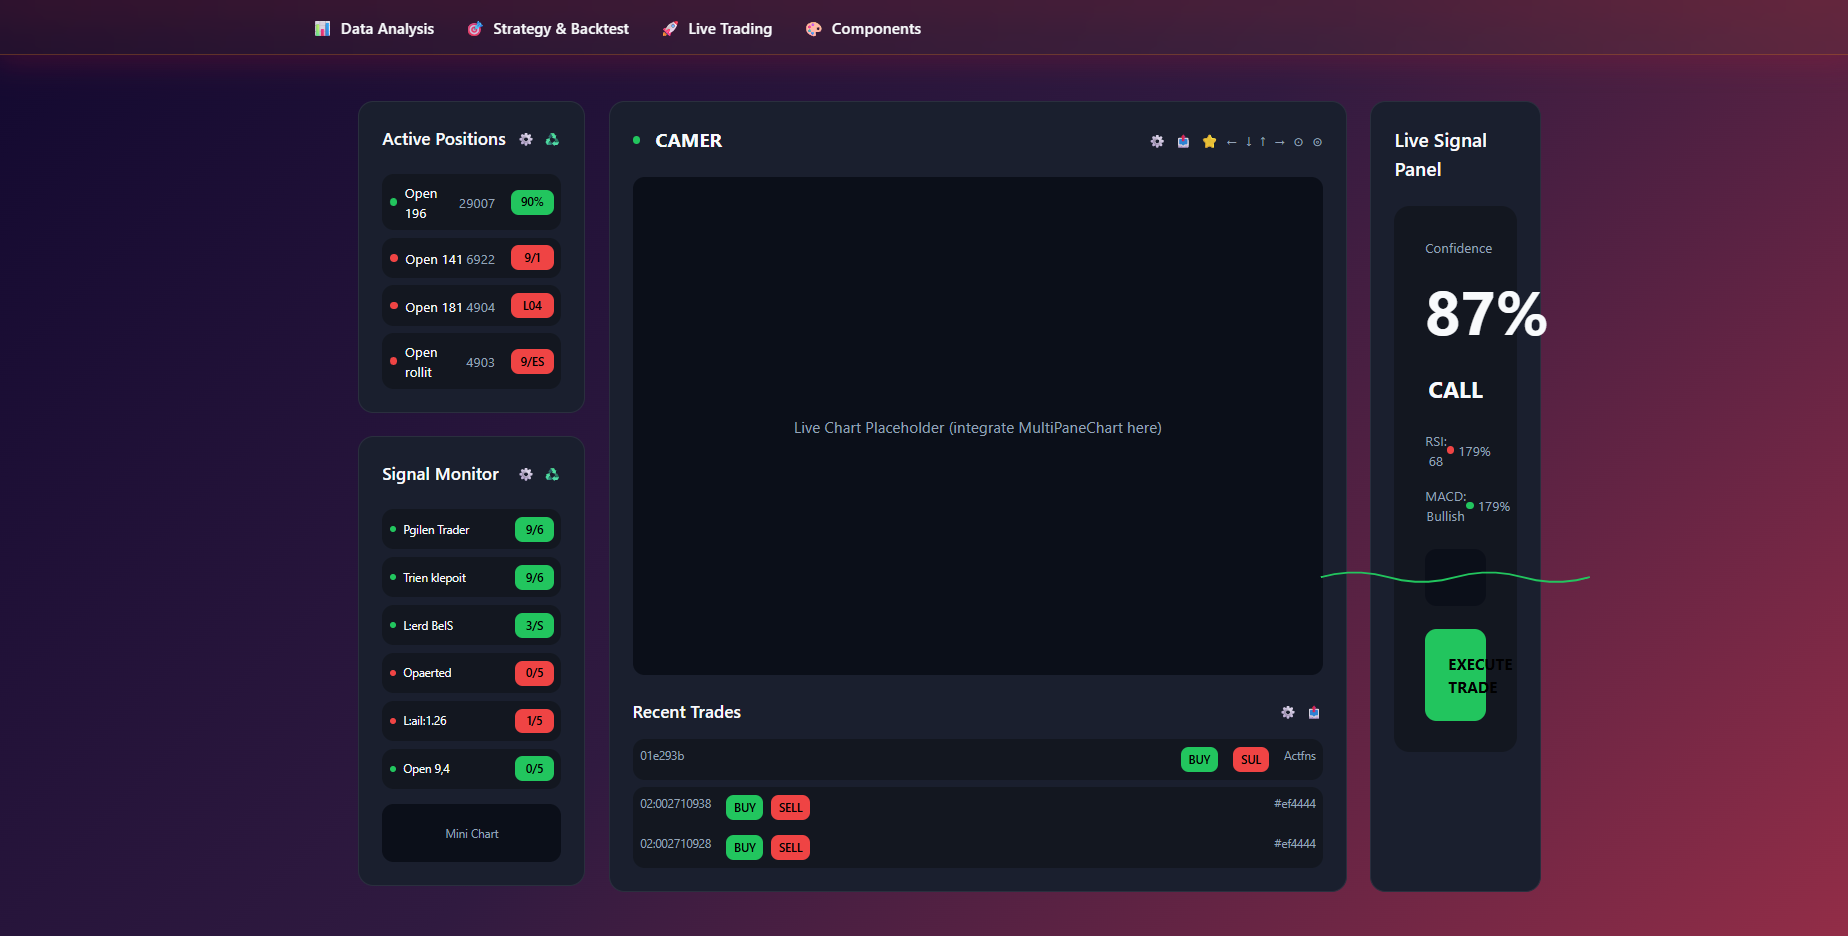 Data Analysis
Strategy & Backtest
Live Trading
Components
Active Positions
Open
196
29007
90%
Open 141 6922
9/1
Open 181 4904
L04
Open
rollit
4903
9/ES
Signal Monitor
Pgilen Trader
9/6
Trien klepoit
9/6
L:erd BelS
3/S
Opaerted
0/5
L:ail:1.26
1/5
Open 9,4
0/5
Mini Chart
CAMER
← ↓ ↑ → ⊙ ⊚
Live Chart Placeholder (integrate MultiPaneChart here)
Recent Trades
01e293b
BUY
SUL
Actfns
02:002710938
BUY
SELL
#ef4444
02:002710928
BUY
SELL
#ef4444
Live Signal
Panel
Confidence
87%
CALL
RSI:
68
179%
MACD:
Bullish
179%
EXECUTE
TRADE